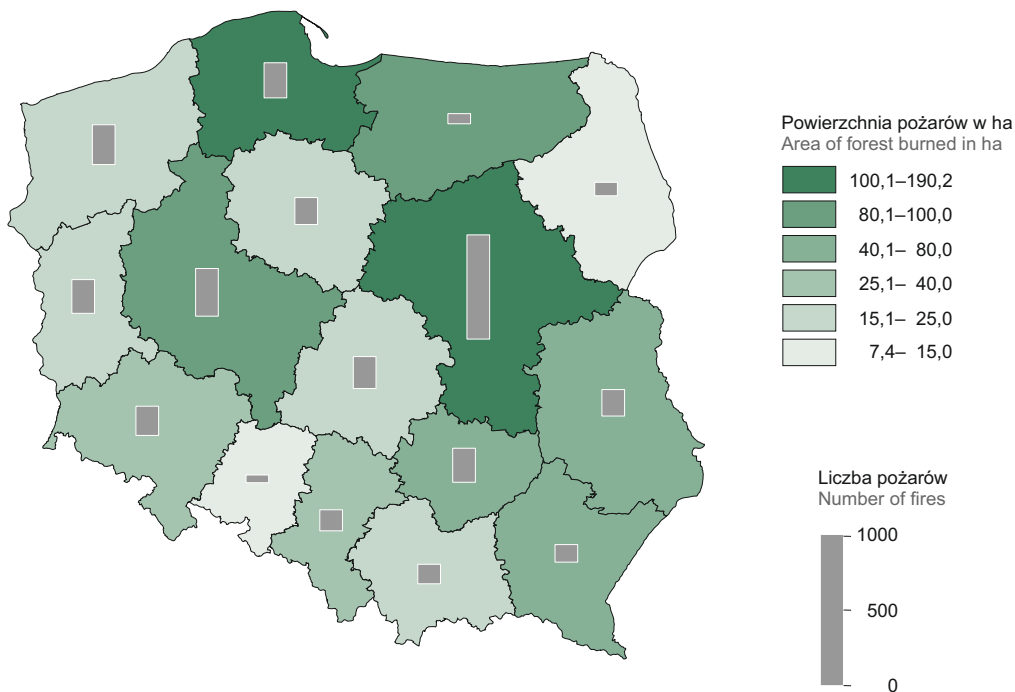 Powierzchnia pożarów w ha
Area of forest burned in ha
100,1–190,2
80,1–100,0
40,1– 80,0
25,1– 40,0
15,1– 25,0
7,4– 15,0
Liczba pożarów
Number of fires
1000
500
0